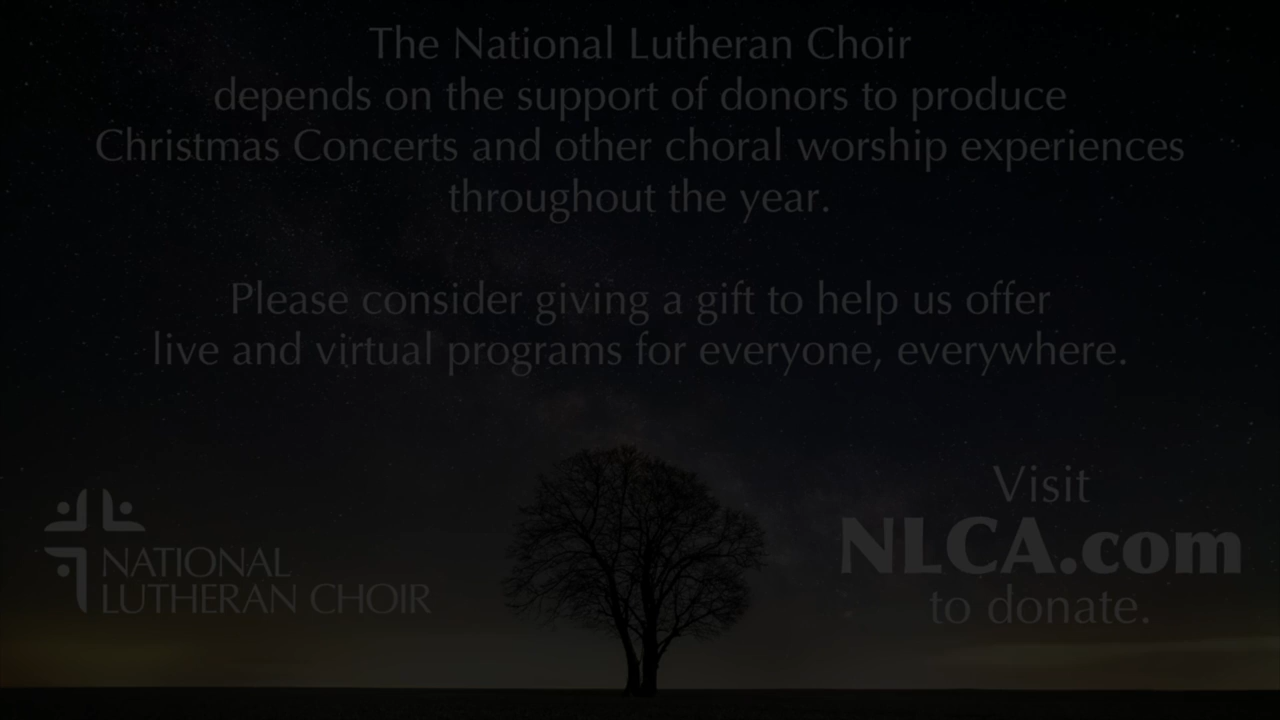 The National Lutheran Choir
depends on the support of donors to produce
Christmas Concerts and other choral worship experiences
throughout the year.
Please consider giving a gift to help us offer
live and virtual programs for everyone, everywhere.
NATIONAL
LUTHERAN CHOIR
Visit
NLCA.com
to donate.